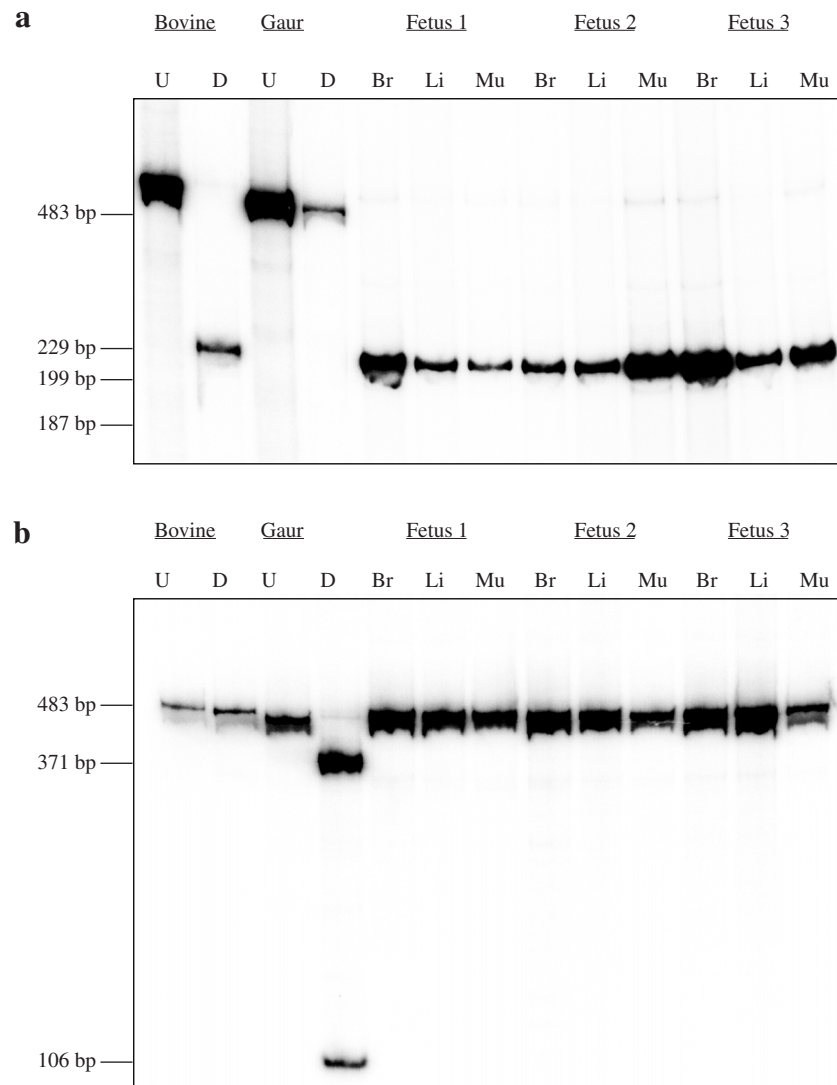 a
Bovine Gaur Fetus 1 Fetus 2 Fetus 3
U D U D Br Li Mu Br Li Mu Br Li Mu
483 bp
229 bp
199 bp
187 bp
b
Bovine Gaur Fetus 1 Fetus 2 Fetus 3
U D U D Br Li Mu Br Li Mu Br Li Mu
483 bp
371 bp
106 bp